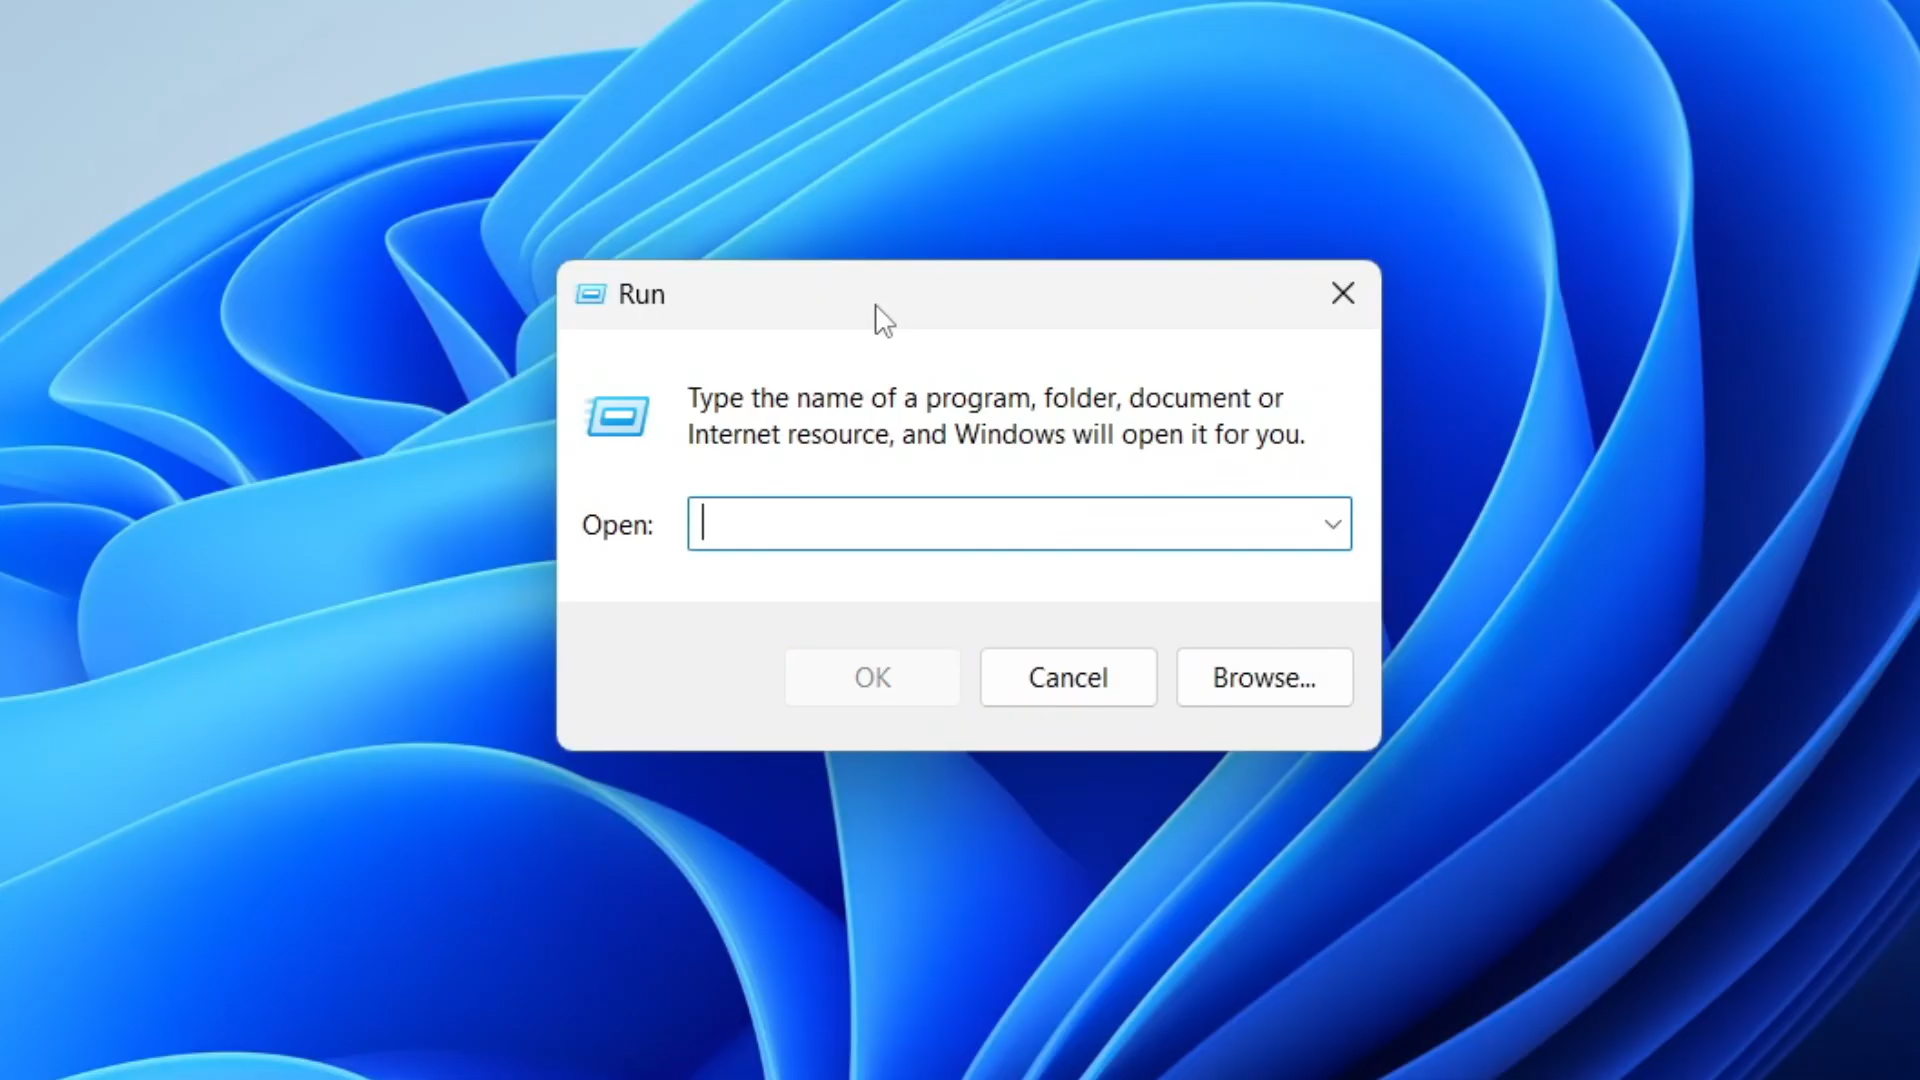 Run
Type the name of a program, folder, document or
Internet resource, and Windows will open it for you.
Open:
OK
Cancel
Browse...